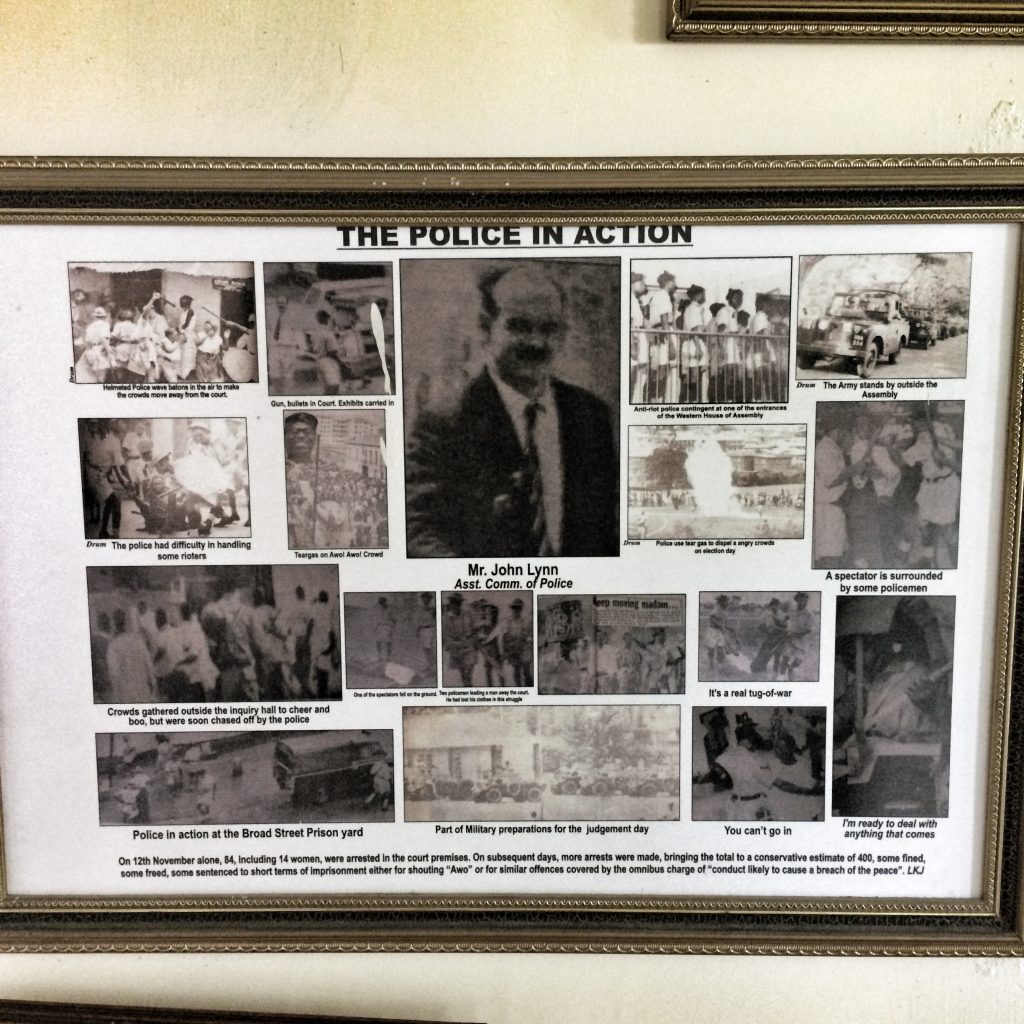 THE POLICE IN ACTION
Drum
Helmeted Police wave batons in the air to make
the crowds move away from the court.
Gun, bullets in Court. Exhibits carried in
Anti-riot police contingent at one of the entrances
of the Western House of Assembly
Drum
The Army stands by outside the
Assembly
Drum
The police had difficulty in handling
some rioters
Teargas on Awo! Awo! Crowd
Mr. John Lynn
Asst. Comm. of Police
Drum
Police use tear gas to dispel a angry crowds
on election day
A spectator is surrounded
by some policemen
Crowds gathered outside the inquiry hall to cheer and
boo, but were soon chased off by the police
One of the spectators fell on the ground.
Two policemen leading a man away the court.
He had lost his clothes in this struggle
keep moving madam...
It's a real tug-of-war
Police in action at the Broad Street Prison yard
Part of Military preparations for the judgement day
You can't go in
I'm ready to deal with
anything that comes
On 12th November alone, 84, including 14 women, were arrested in the court premises. On subsequent days, more arrests were made, bringing the total to a conservative estimate of 400, some fined,
some freed, some sentenced to short terms of imprisonment either for shouting “Awo” or for similar offences covered by the omnibus charge of “conduct likely to cause a breach of the peace”. LKJ